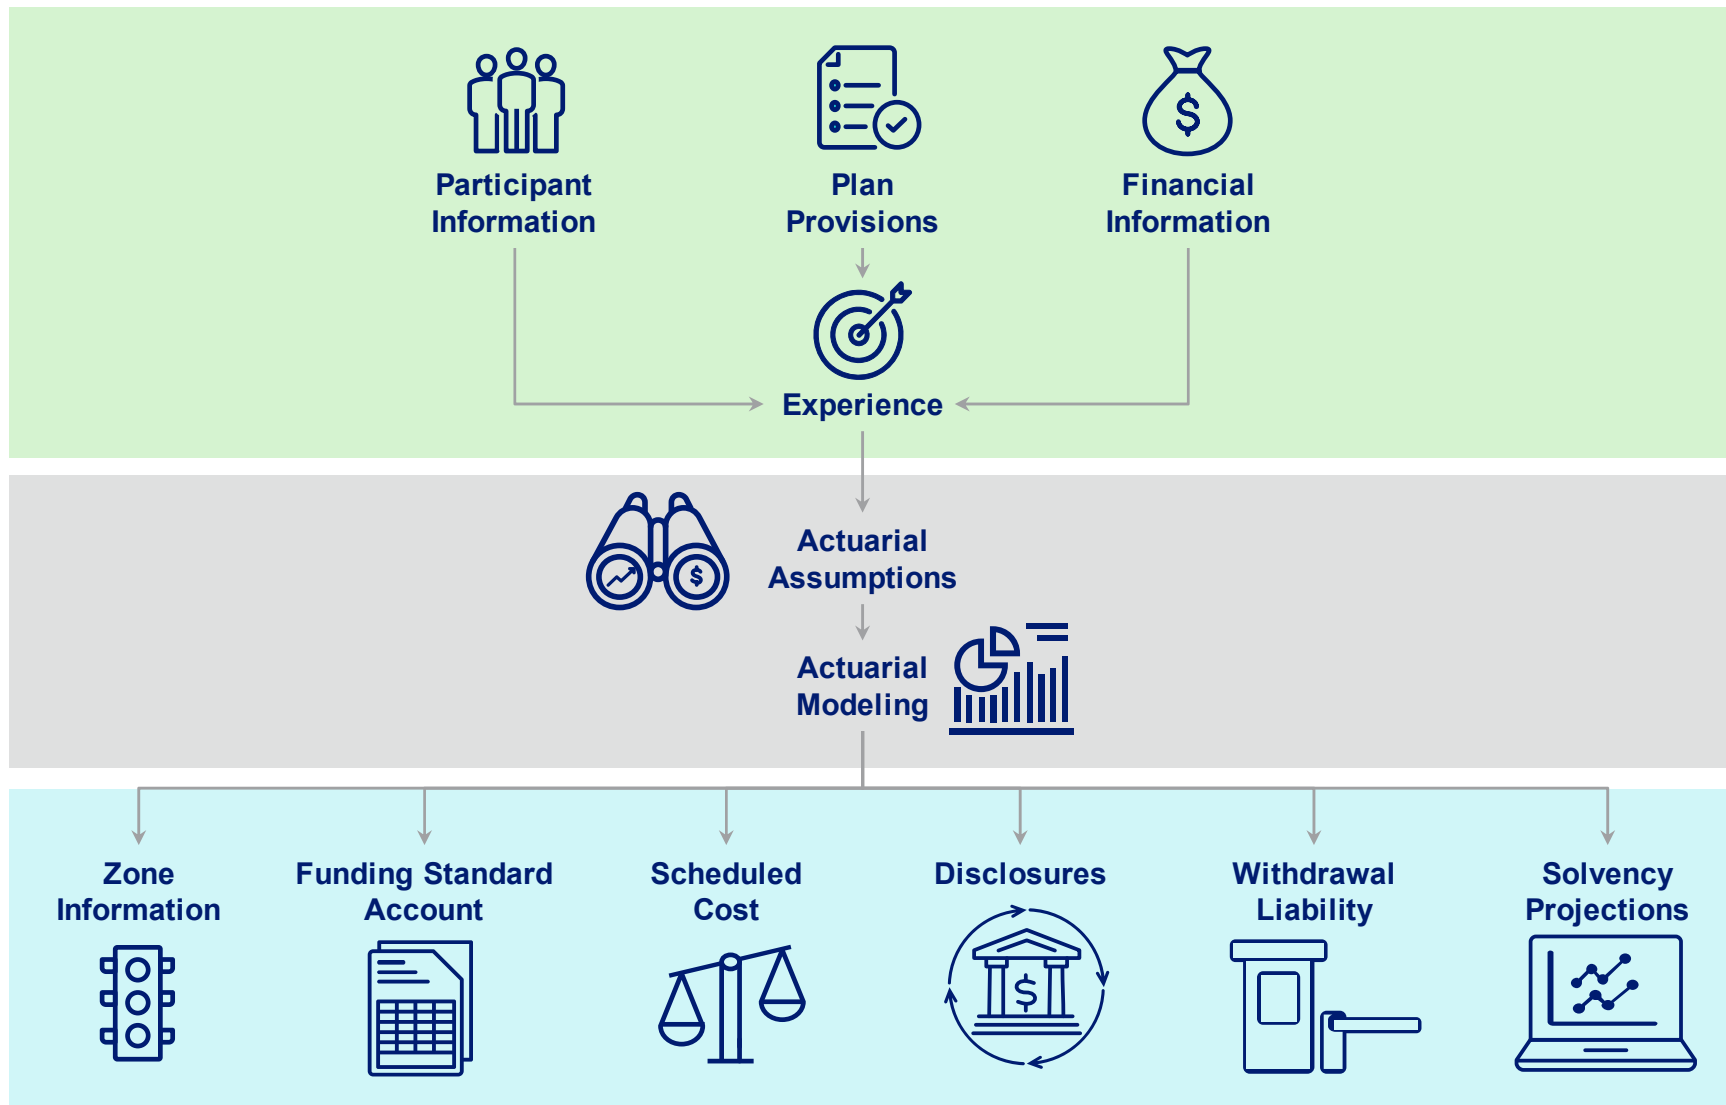 Participant
Information
Plan
Provisions
$
Financial
Information
Experience
$
Actuarial
Assumptions
Actuarial
Modeling
Zone
Information
Funding Standard
Account
Scheduled
Cost
Disclosures
$
Withdrawal
Liability
Solvency
Projections